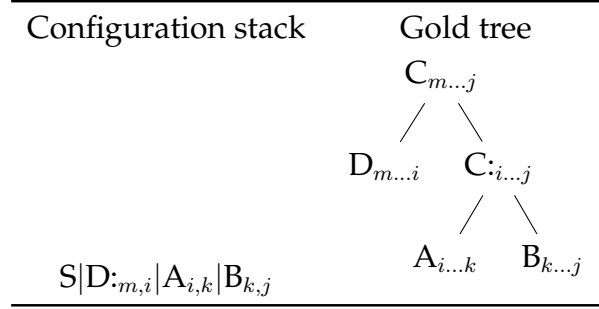 Configuration stack Gold tree
C_{m...j}
D_{m...i} C:_{i...j}
A_{i...k} B_{k...j}
S|D:_{m,i}|A_{i,k}|B_{k,j}